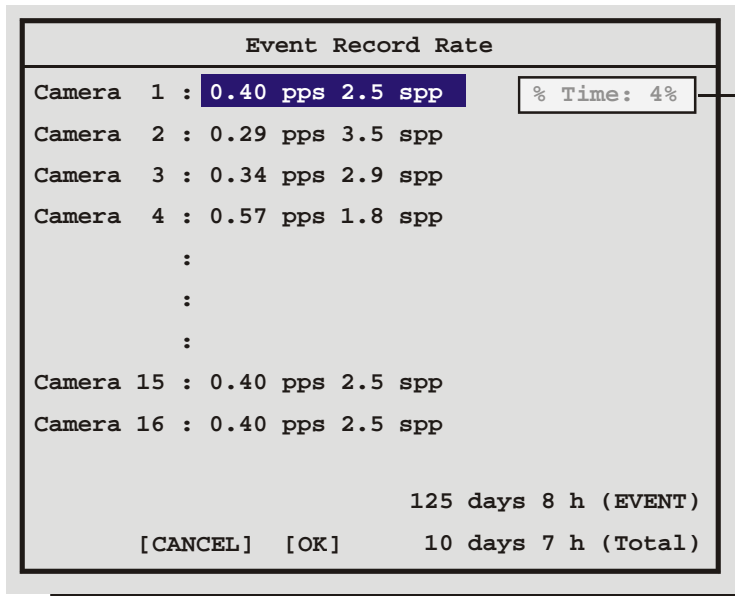 Event Record Rate
Camera 1 : 0.40 pps 2.5 spp % Time: 4%
Camera 2 : 0.29 pps 3.5 spp
Camera 3 : 0.34 pps 2.9 spp
Camera 4 : 0.57 pps 1.8 spp
:
:
:
Camera 15 : 0.40 pps 2.5 spp
Camera 16 : 0.40 pps 2.5 spp
125 days 8 h (EVENT)
[CANCEL] [OK] 10 days 7 h (Total)